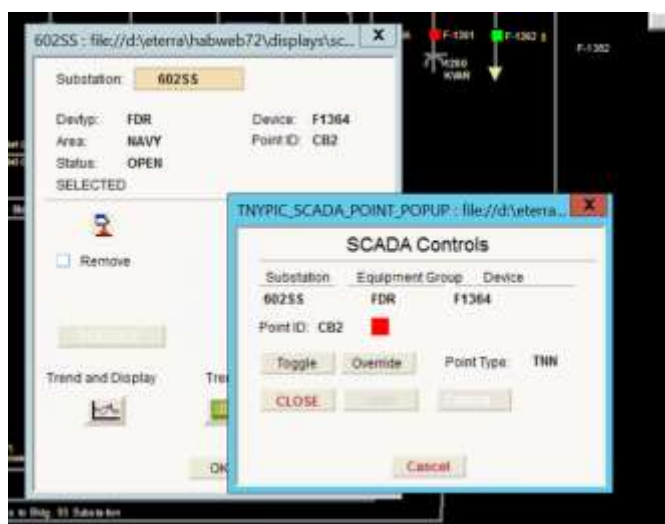 602SS : file://d:\eterra\habweb72\displays\sc... X
Substation: 602SS
Devtyp: FDR Device: F1364
Area: NAVY Point ID: CB2
Status: OPEN
SELECTED
Remove
Trend and Display
OK
TNYPIC_SCADA_POINT_POPUP : file://d:\eterra... X
SCADA Controls
Substation Equipment Group Device
602SS FDR F1364
Point ID: CB2
Toggle Override Point Type: TNN
CLOSE
Cancel
F-1361
F-1362
KVAR
F-1382